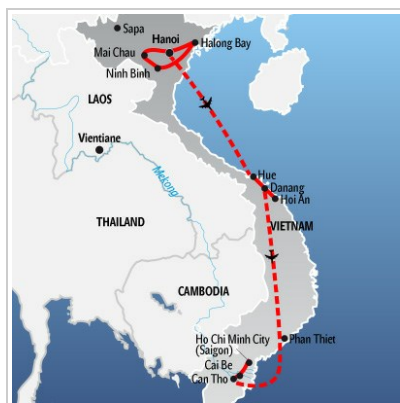 Sapa
Hanoi
Mai Chau
Halong Bay
Ninh Binh
LAOS
Vientiane
Mekong
Hue
Danang
Hoi An
THAILAND
VIETNAM
CAMBODIA
Ho Chi Minh City
(Saigon)
Phan Thiet
Cai Be
Can Tho